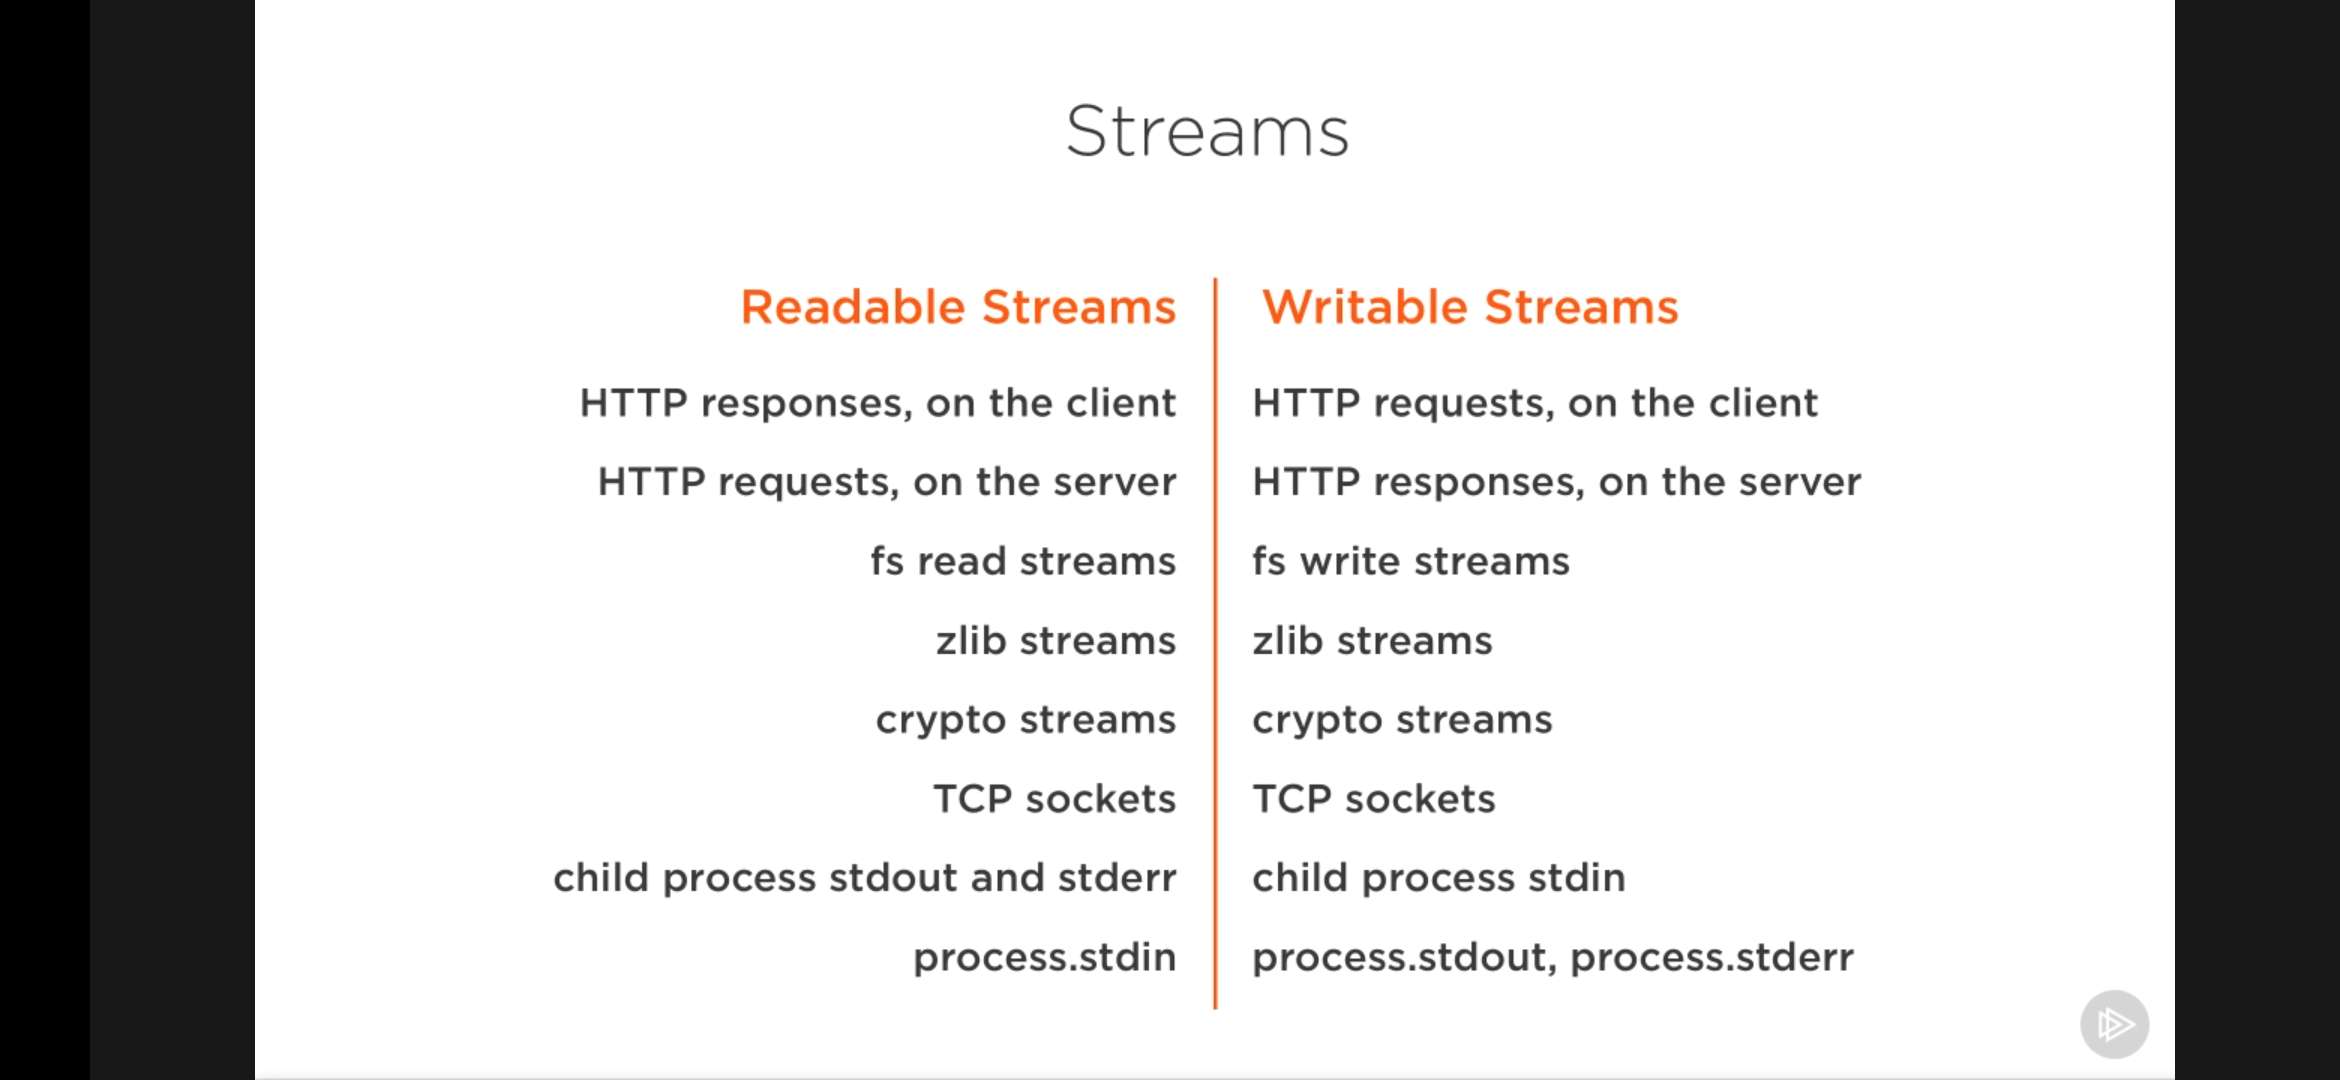 Streams
Readable Streams
HTTP responses, on the client
HTTP requests, on the server
fs read streams
zlib streams
crypto streams
TCP sockets
child process stdout and stderr
process.stdin
Writable Streams
HTTP requests, on the client
HTTP responses, on the server
fs write streams
zlib streams
crypto streams
TCP sockets
child process stdin
process.stdout, process.stderr